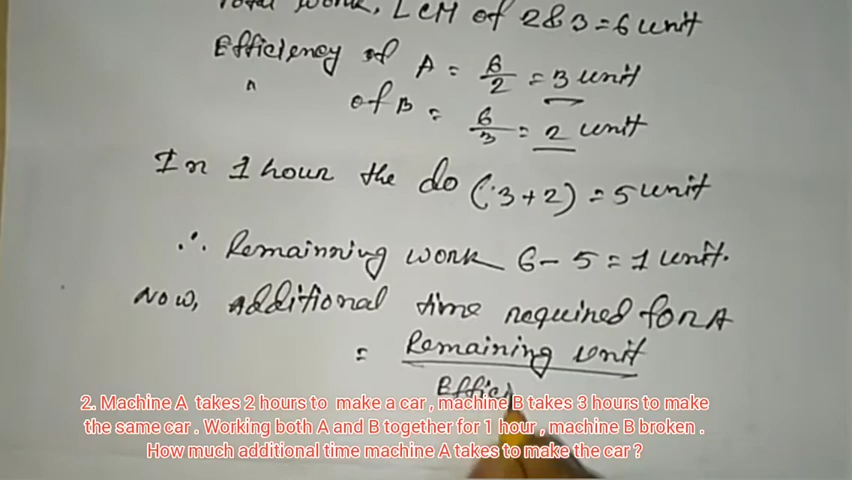 Total work, LCM of 2&3=6 unit
Efficiency of A = 6/2 = 3 unit
" of B = 6/3 = 2 unit
In 1 hour the do (3+2) = 5 unit
∴ Remainning work 6-5=1 unit.
Now, Additional time required for A
= Remaining unit
Effici
2. Machine A takes 2 hours to make a car , machine B takes 3 hours to make
the same car . Working both A and B together for 1 hour , machine B broken .
How much additional time machine A takes to make the car ?